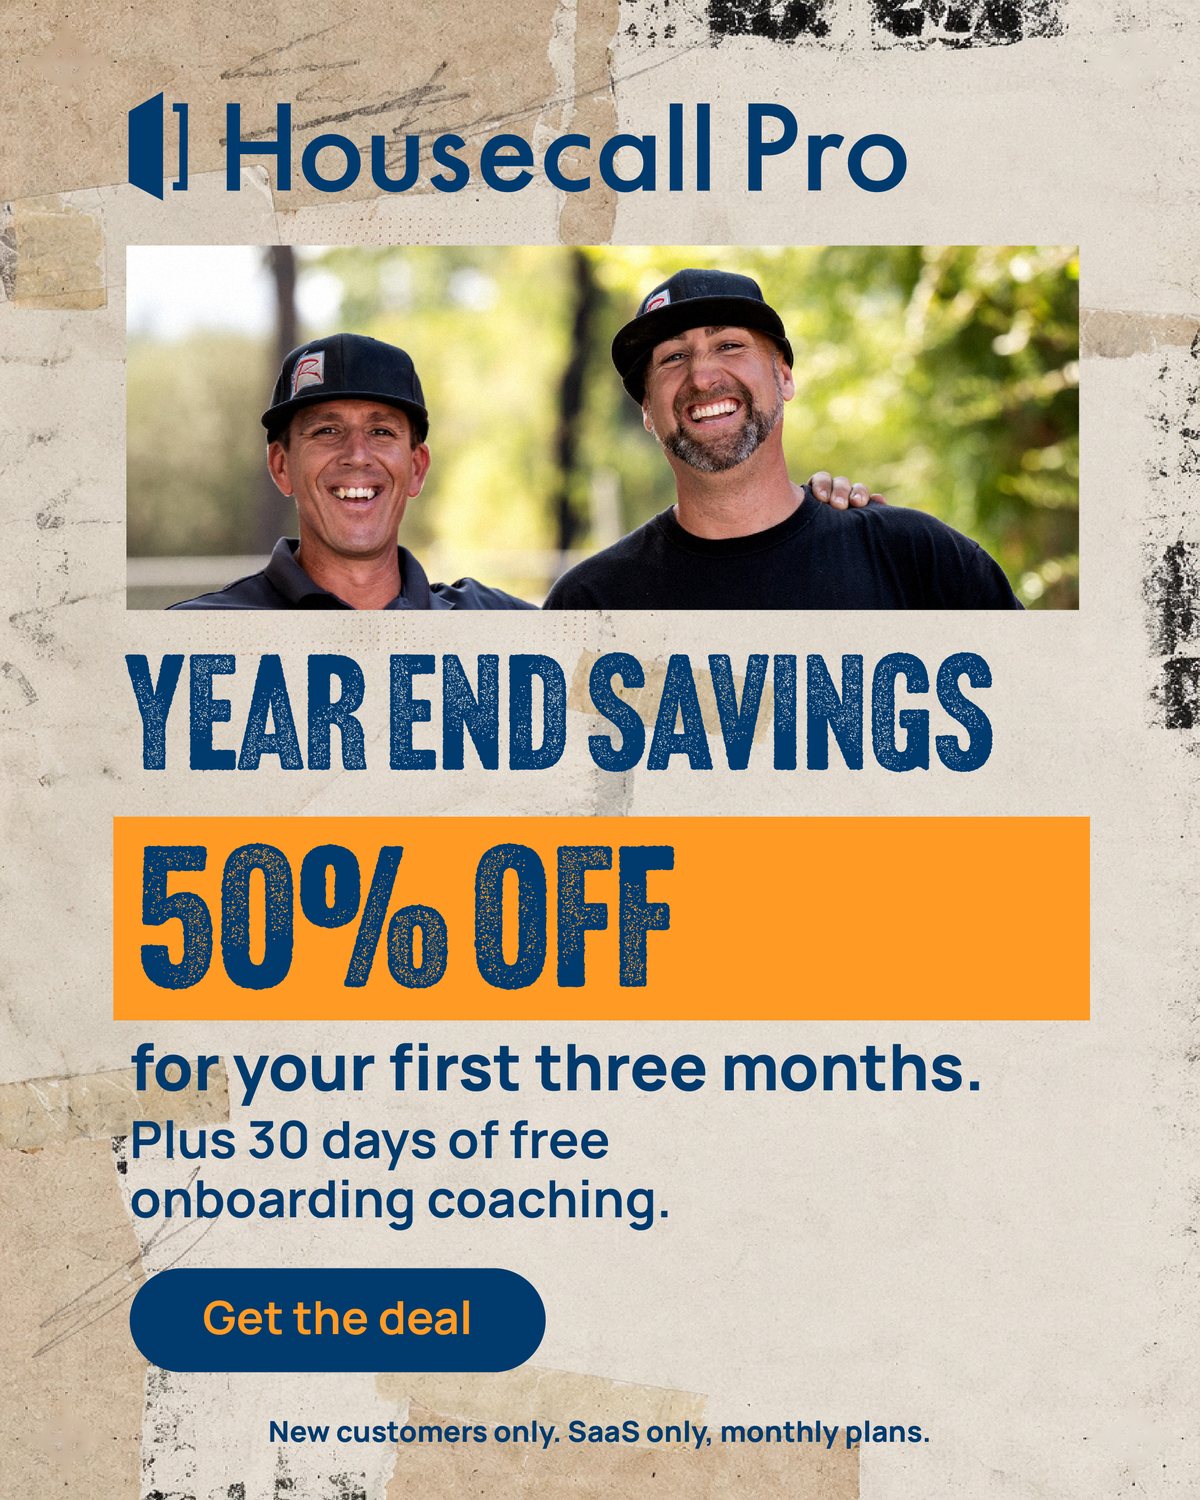 Housecall Pro
YEAR END SAVINGS
50% OFF
for your first three months.
Plus 30 days of free
onboarding coaching.
Get the deal
New customers only. SaaS only, monthly plans.